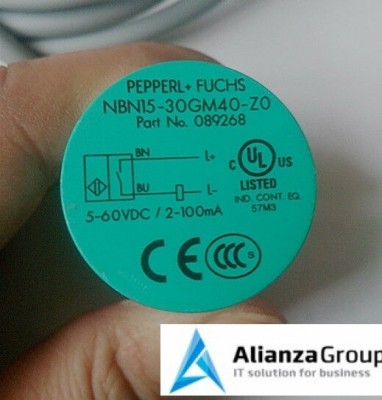 PEPPERL+ FUCHS
NBN15-30GM40-Z0
Part No. 089268
BN
L+
BU
L-
5-60VDC / 2-100mA
C UL US
LISTED
IND. CONT. EQ.
57M3
CE CCC S
AlianzaGroup
IT solution for business